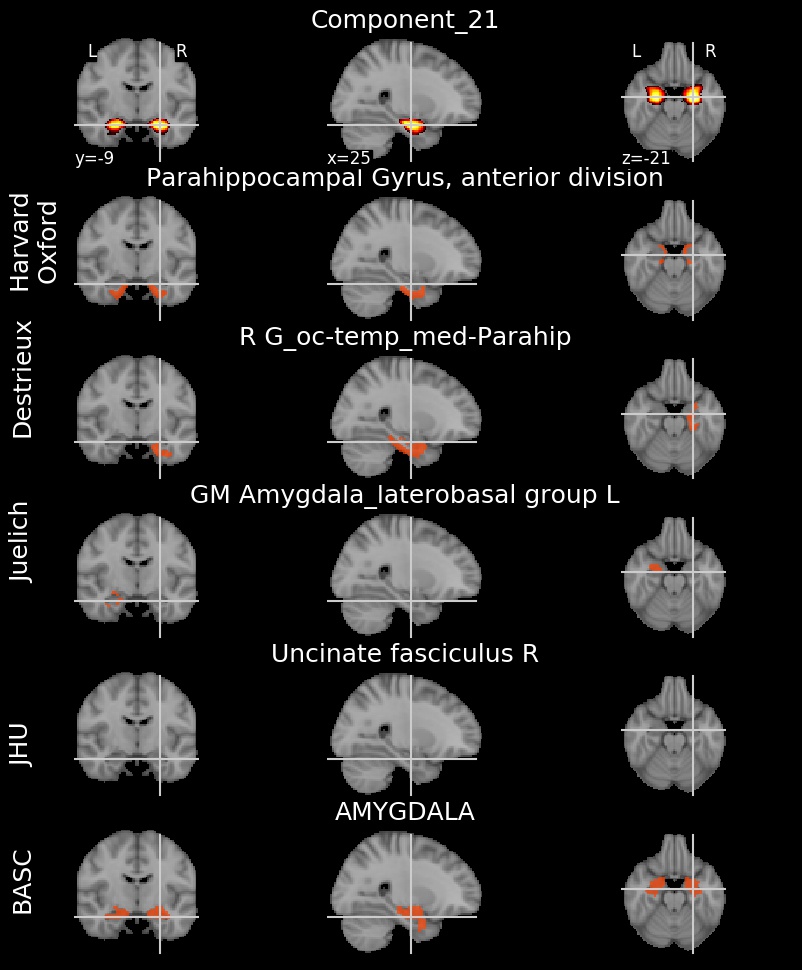 Component_21
L R L R
y=-9 x=25 z=-21
Parahippocampal Gyrus, anterior division
Harvard
Oxford
R G_oc-temp_med-Parahip
Destrieux
GM Amygdala_laterobasal group L
Juelich
Uncinate fasciculus R
JHU
AMYGDALA
BASC